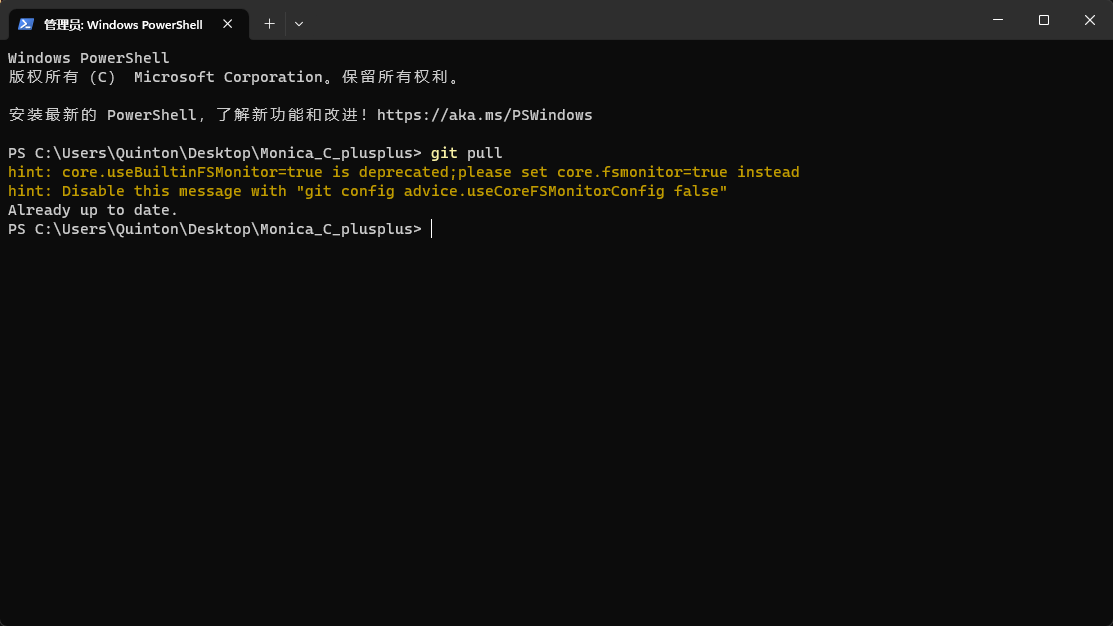 管理员: Windows PowerShell
Windows PowerShell
版权所有 (C) Microsoft Corporation。保留所有权利。
安装最新的 PowerShell,了解新功能和改进!https://aka.ms/PSWindows
PS C:\Users\Quinton\Desktop\Monica_C_plusplus> git pull
hint: core.useBuiltinFSMonitor=true is deprecated;please set core.fsmonitor=true instead
hint: Disable this message with "git config advice.useCoreFSMonitorConfig false"
Already up to date.
PS C:\Users\Quinton\Desktop\Monica_C_plusplus>